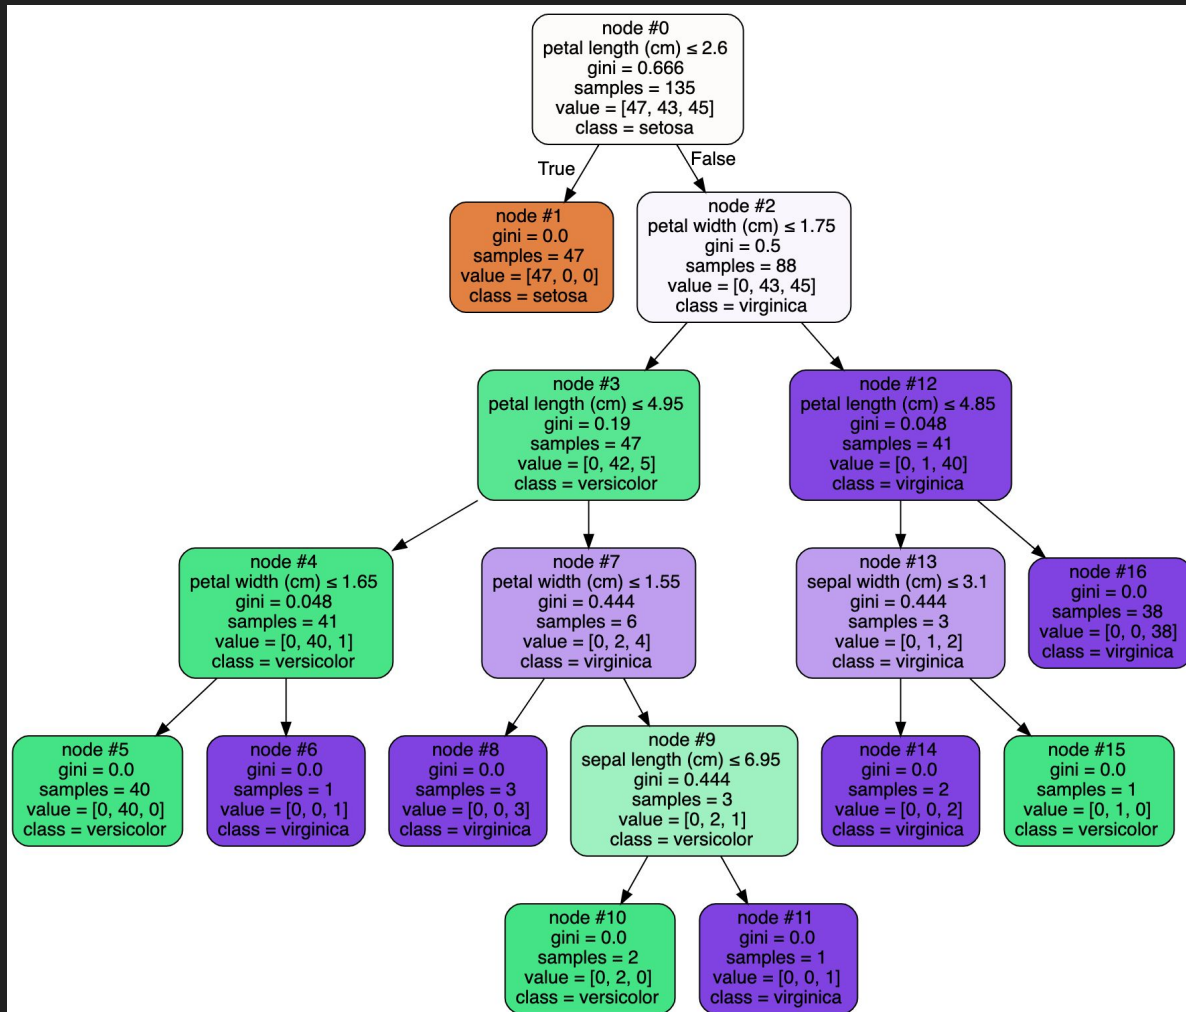 node #0
petal length (cm) ≤ 2.6
gini = 0.666
samples = 135
value = [47, 43, 45]
class = setosa
True
False
node #1
gini = 0.0
samples = 47
value = [47, 0, 0]
class = setosa
node #2
petal width (cm) ≤ 1.75
gini = 0.5
samples = 88
value = [0, 43, 45]
class = virginica
node #3
petal length (cm) ≤ 4.95
gini = 0.19
samples = 47
value = [0, 42, 5]
class = versicolor
node #12
petal length (cm) ≤ 4.85
gini = 0.048
samples = 41
value = [0, 1, 40]
class = virginica
node #4
petal width (cm) ≤ 1.65
gini = 0.048
samples = 41
value = [0, 40, 1]
class = versicolor
node #7
petal width (cm) ≤ 1.55
gini = 0.444
samples = 6
value = [0, 2, 4]
class = virginica
node #13
sepal width (cm) ≤ 3.1
gini = 0.444
samples = 3
value = [0, 1, 2]
class = virginica
node #16
gini = 0.0
samples = 38
value = [0, 0, 38]
class = virginica
node #5
gini = 0.0
samples = 40
value = [0, 40, 0]
class = versicolor
node #6
gini = 0.0
samples = 1
value = [0, 0, 1]
class = virginica
node #8
gini = 0.0
samples = 3
value = [0, 0, 3]
class = virginica
node #9
sepal length (cm) ≤ 6.95
gini = 0.444
samples = 3
value = [0, 2, 1]
class = versicolor
node #14
gini = 0.0
samples = 2
value = [0, 0, 2]
class = virginica
node #15
gini = 0.0
samples = 1
value = [0, 1, 0]
class = versicolor
node #10
gini = 0.0
samples = 2
value = [0, 2, 0]
class = versicolor
node #11
gini = 0.0
samples = 1
value = [0, 0, 1]
class = virginica